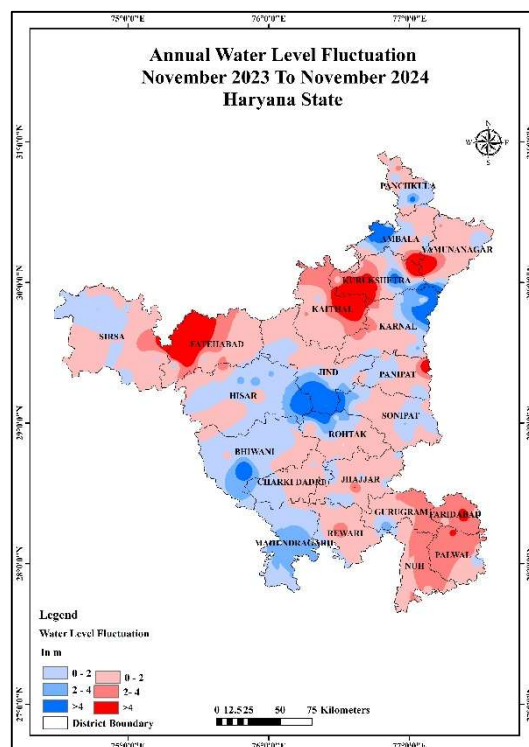 Annual Water Level Fluctuation
November 2023 To November 2024
Haryana State
75°0'0"E 76°0'0"E 77°0'0"E
N
W E
S
31°0'0"N
PANCHKULA
AMBALA
YAMUNANAGAR
30°0'0"N
KURUKSHETRA
KAITHAL
KARNAL
SIRSA
FATEHABAD
JIND
PANIPAT
HISAR
SONIPAT
29°0'0"N
ROHTAK
BHIWANI
CHARKI DADRI
JHAJJAR
GURUGRAM
FARIDABAD
REWARI
MAHENDRAGARH
PALWAL
NUH
28°0'0"N
Legend
Water Level Fluctuation
In m
0 - 2 0 - 2
2 - 4 2 - 4
>4 >4
District Boundary
0 12.5 25 50 75 Kilometers
27°0'0"N
75°0'0"E 76°0'0"E 77°0'0"E